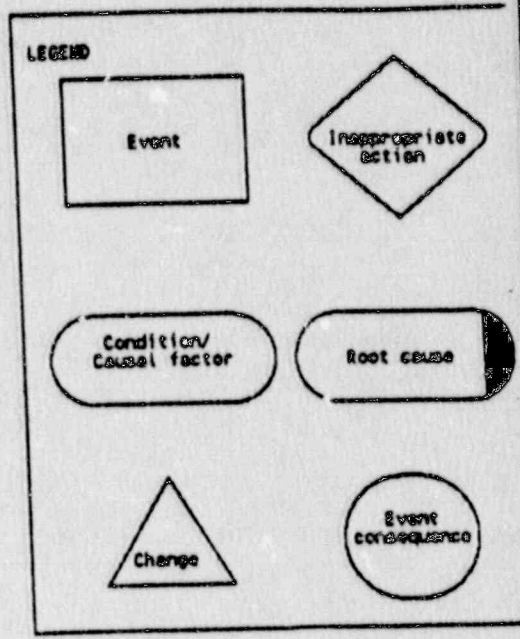 LEGEND
Event
Inappropriate
action
Condition/
Causal factor
Root cause
Change
Event
consequence